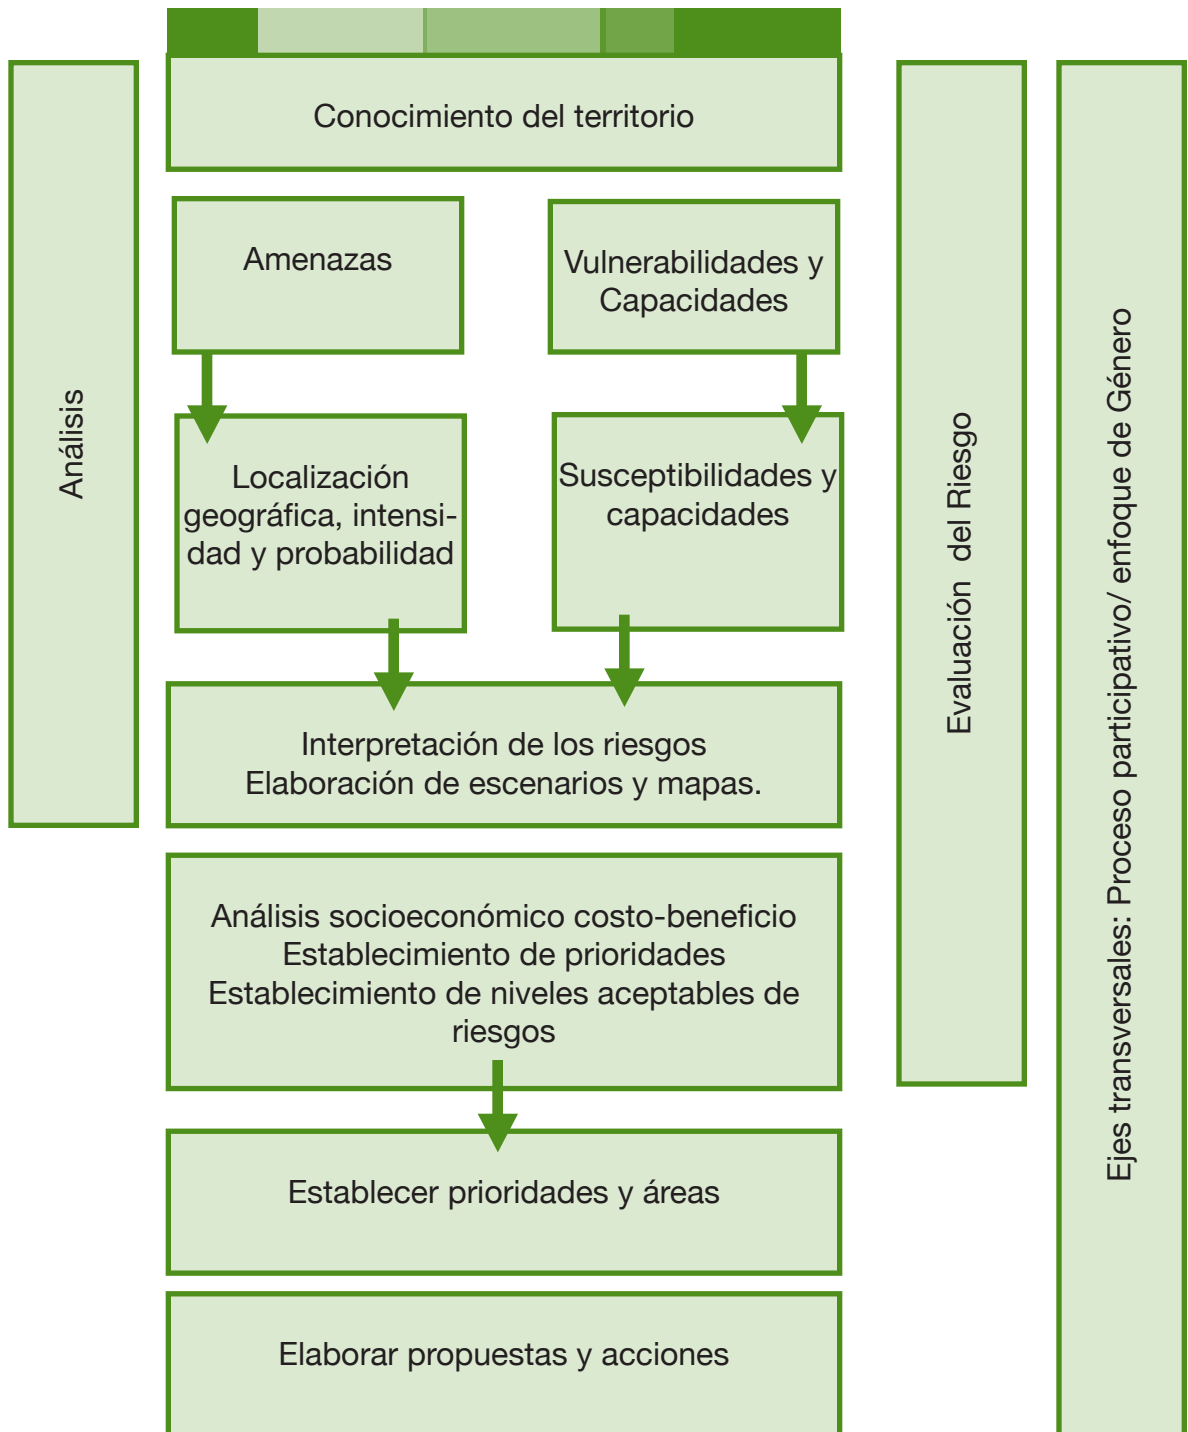 Conocimiento del territorio
Análisis
Amenazas
Vulnerabilidades y
Capacidades
Localización
geográfica, intensi-
dad y probabilidad
Susceptibilidades y
capacidades
Interpretación de los riesgos
Elaboración de escenarios y mapas.
Análisis socioeconómico costo-beneficio
Establecimiento de prioridades
Establecimiento de niveles aceptables de
riesgos
Establecer prioridades y áreas
Elaborar propuestas y acciones
Evaluación del Riesgo
Ejes transversales: Proceso participativo/ enfoque de Género